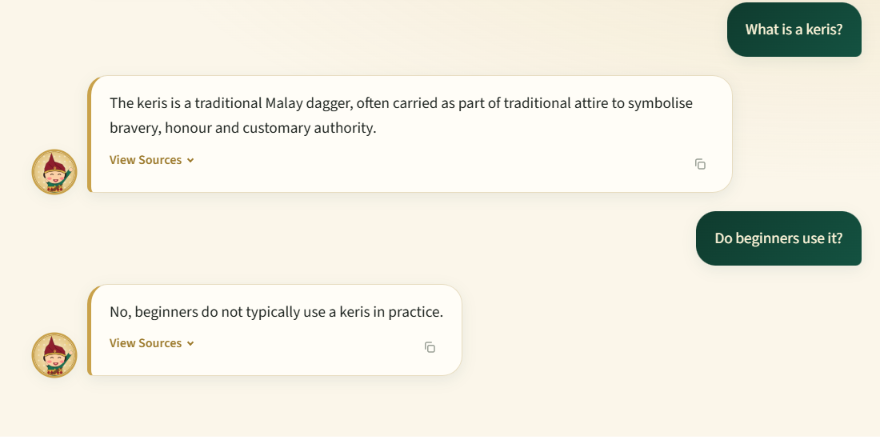 What is a keris?
The keris is a traditional Malay dagger, often carried as part of traditional attire to symbolise
bravery, honour and customary authority.
View Sources
Do beginners use it?
No, beginners do not typically use a keris in practice.
View Sources